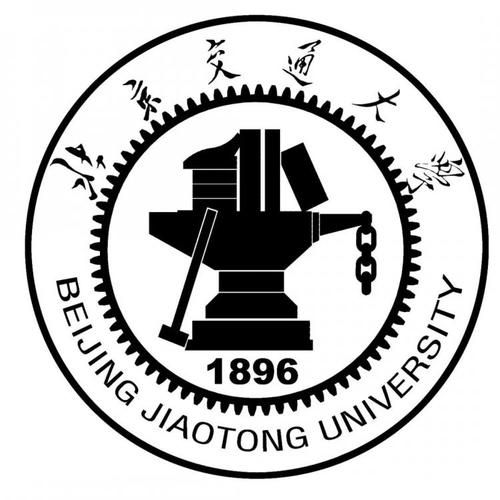 北京交通大學
1896
BEIJING JIAOTONG UNIVERSITY